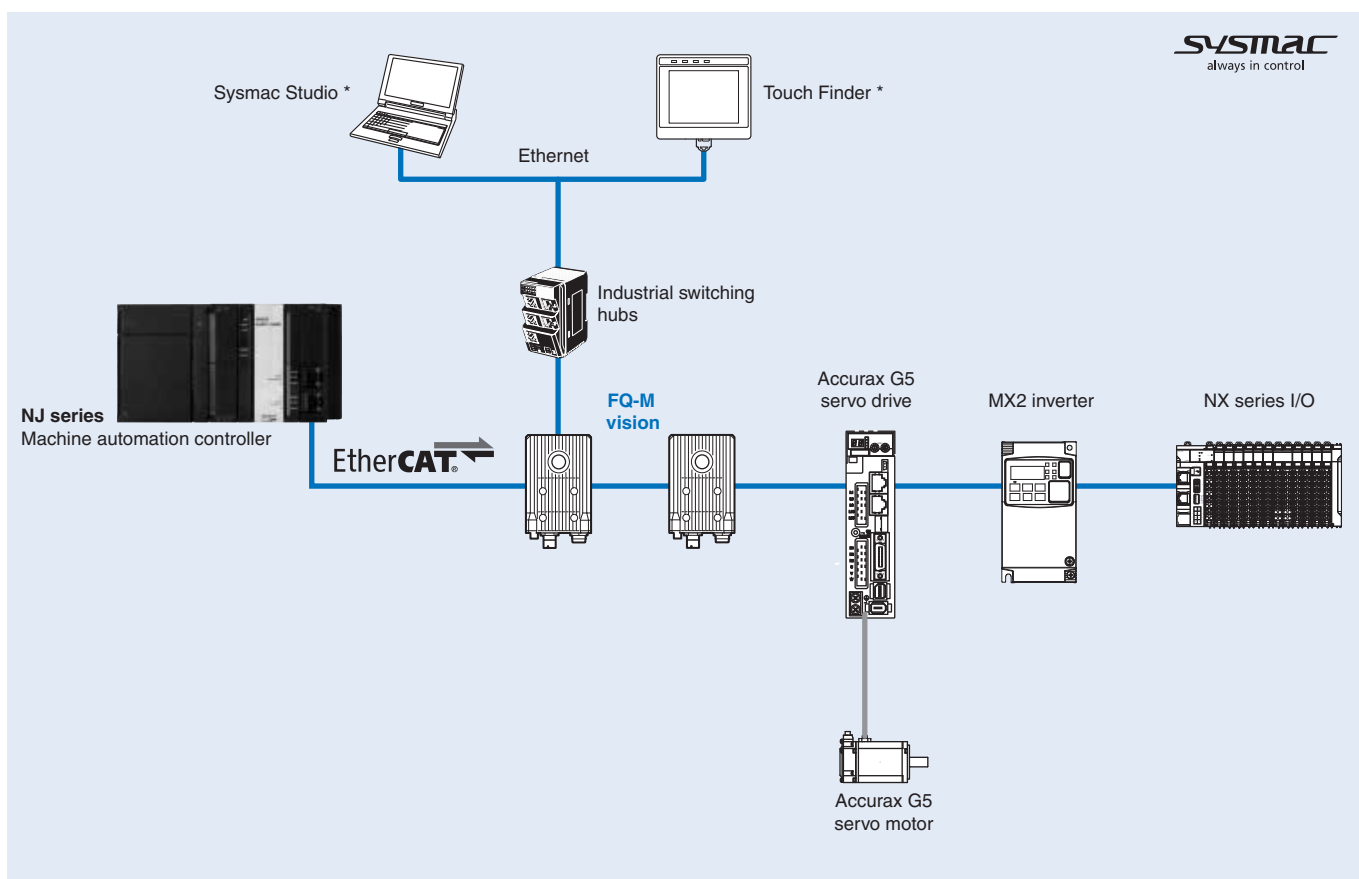 sysmac
always in control
Sysmac Studio *
Touch Finder *
Ethernet
Industrial switching
hubs
NJ series
Machine automation controller
EtherCAT®
FQ-M
vision
Accurax G5
servo drive
MX2 inverter
NX series I/O
Accurax G5
servo motor